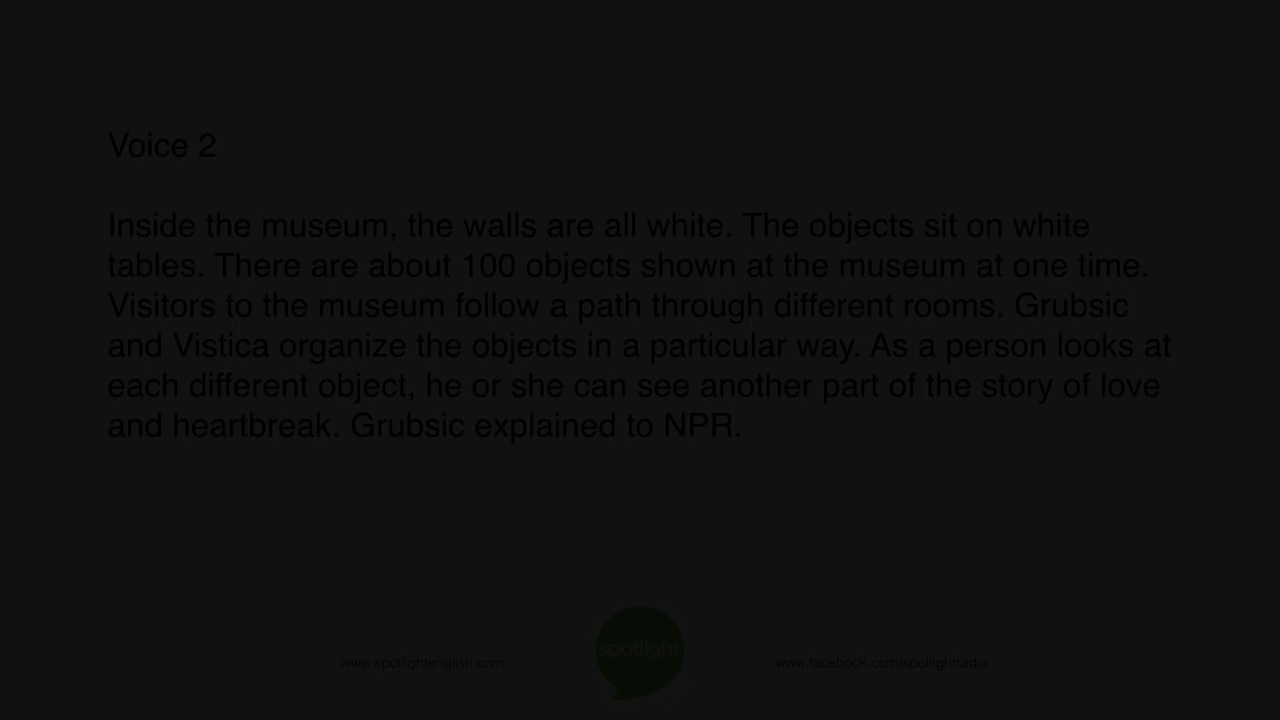 Voice 2
Inside the museum, the walls are all white. The objects sit on white
tables. There are about 100 objects shown at the museum at one time.
Visitors to the museum follow a path through different rooms. Grubsic
and Vistica organize the objects in a particular way. As a person looks at
each different object, he or she can see another part of the story of love
and heartbreak. Grubsic explained to NPR.
spotlight
www.spotlightenglish.com
www.facebook.com/spotlightradio